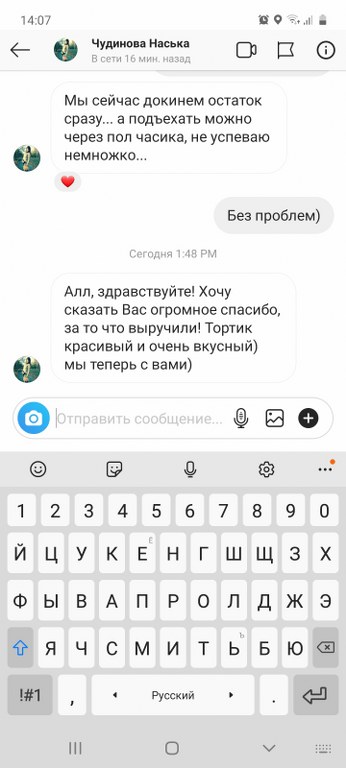 14:07
Чудинова Наська
В сети 16 мин. назад
Мы сейчас докинем остаток
сразу... а подъехать можно
через пол часика, не успеваю
немножко...
Без проблем)
Сегодня 1:48 PM
Алл, здравствуйте! Хочу
сказать Вас огромное спасибо,
за то что выручили! Тортик
красивый и очень вкусный)
мы теперь с вами)
Отправить сообщение...
1 2 3 4 5 6 7 8 9 0
Й Ц У К Е Ё Н Г Ш Щ З Х
Ф Ы В А П Р О Л Д Ж Э
Я Ч С М И Т Ь Ъ Б Ю
!#1 , Русский .